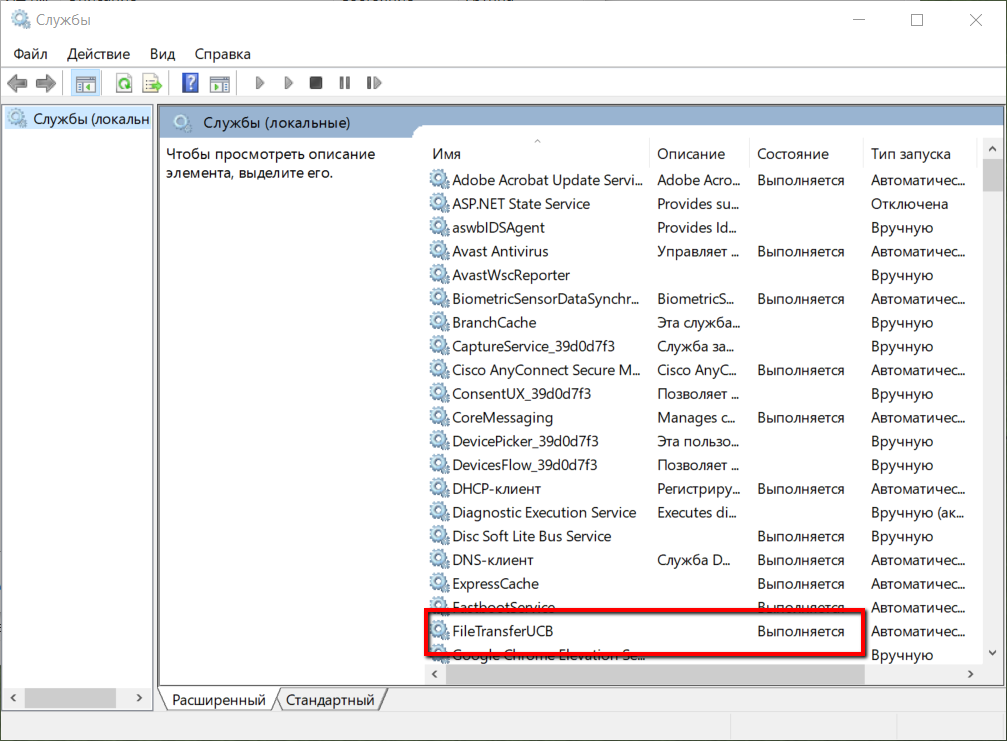 Службы
Файл Действие Вид Справка
Службы (локальн
Службы (локальные)
Чтобы просмотреть описание
элемента, выделите его.
Имя Описание Состояние Тип запуска
Adobe Acrobat Update Servi... Adobe Acro... Выполняется Автоматичес...
ASP.NET State Service Provides su... Отключена
aswbIDSAgent Provides Id... Вручную
Avast Antivirus Управляет ... Выполняется Автоматичес...
AvastWscReporter Вручную
BiometricSensorDataSynchr... BiometricS... Выполняется Автоматичес...
BranchCache Эта служба... Вручную
CaptureService_39d0d7f3 Служба за... Вручную
Cisco AnyConnect Secure M... Cisco AnyC... Выполняется Автоматичес...
ConsentUX_39d0d7f3 Позволяет ... Вручную
CoreMessaging Manages c... Выполняется Автоматичес...
DevicePicker_39d0d7f3 Эта пользо... Вручную
DevicesFlow_39d0d7f3 Позволяет ... Вручную
DHCP-клиент Регистриру... Выполняется Автоматичес...
Diagnostic Execution Service Executes di... Вручную (ак...
Disc Soft Lite Bus Service Выполняется Вручную
DNS-клиент Служба D... Выполняется Автоматичес...
ExpressCache Выполняется Автоматичес...
FastbootService Выполняется Автоматичес...
FileTransferUCB Выполняется Автоматичес...
Google Chrome Elevation Se... Вручную
Расширенный Стандартный